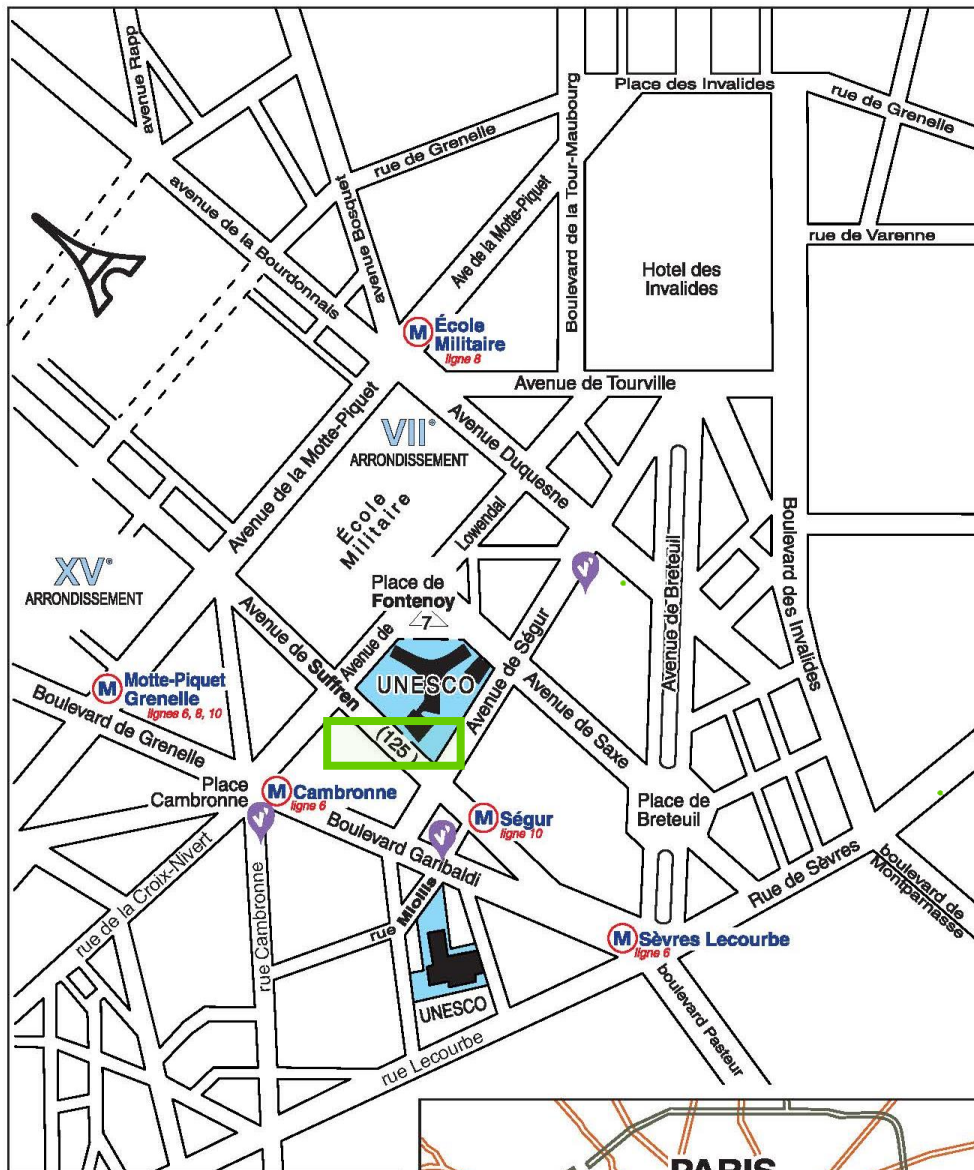 avenue Rapp
Place des Invalides
rue de Grenelle
rue de Grenelle
Boulevard de la Tour-Maubourg
avenue Bosquet
Ave de la Motte-Piquet
avenue de la Bourdonnais
rue de Varenne
Hotel des
Invalides
M École
Militaire
ligne 8
Avenue de Tourville
Avenue de la Motte-Piquet
VIIe
ARRONDISSEMENT
Avenue Duquesne
École
Militaire
Lowendal
Boulevard des Invalides
XVe
ARRONDISSEMENT
Place de
Fontenoy
7
Avenue de
Avenue de Suffren
Avenue de Ségur
Avenue de Breteuil
UNESCO
M Motte-Piquet
Grenelle
lignes 6, 8, 10
Boulevard de Grenelle
Avenue de Saxe
(125)
Place
Cambronne
M Cambronne
ligne 6
Place de
Breteuil
M Ségur
ligne 10
Boulevard Garibaldi
rue de la Croix-Nivert
rue Cambronne
rue Miollis
Rue de Sèvres
boulevard de
Montparnasse
M Sèvres Lecourbe
ligne 6
UNESCO
boulevard Pasteur
rue Lecourbe
PARIS